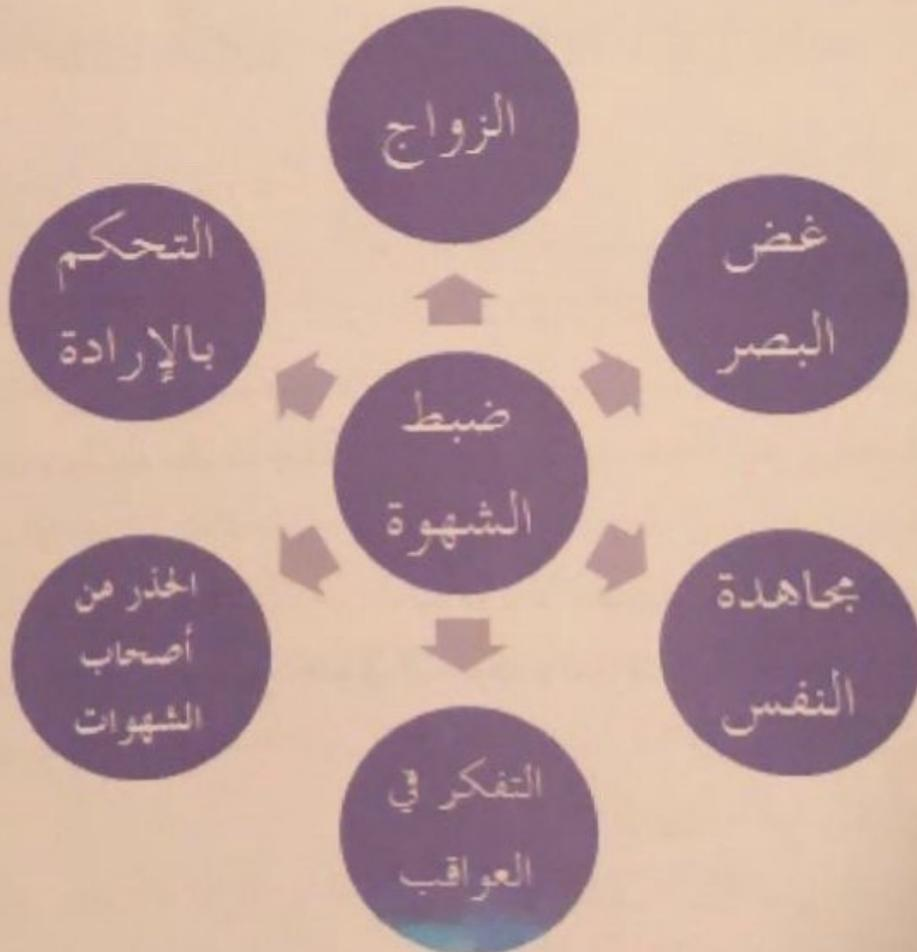 الزواج
غض
البصر
التحكم
بالإرادة
ضبط
الشهوة
مجاهدة
النفس
الحذر من
أصحاب
الشهوات
التفكر في
العواقب